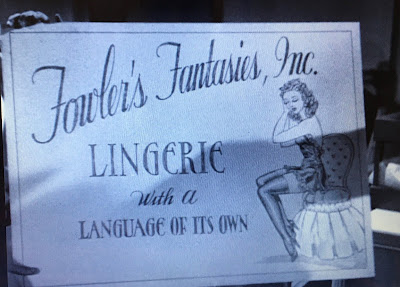 Fowler's Fantasies, Inc.
LINGERIE
With A
LANGUAGE OF ITS OWN